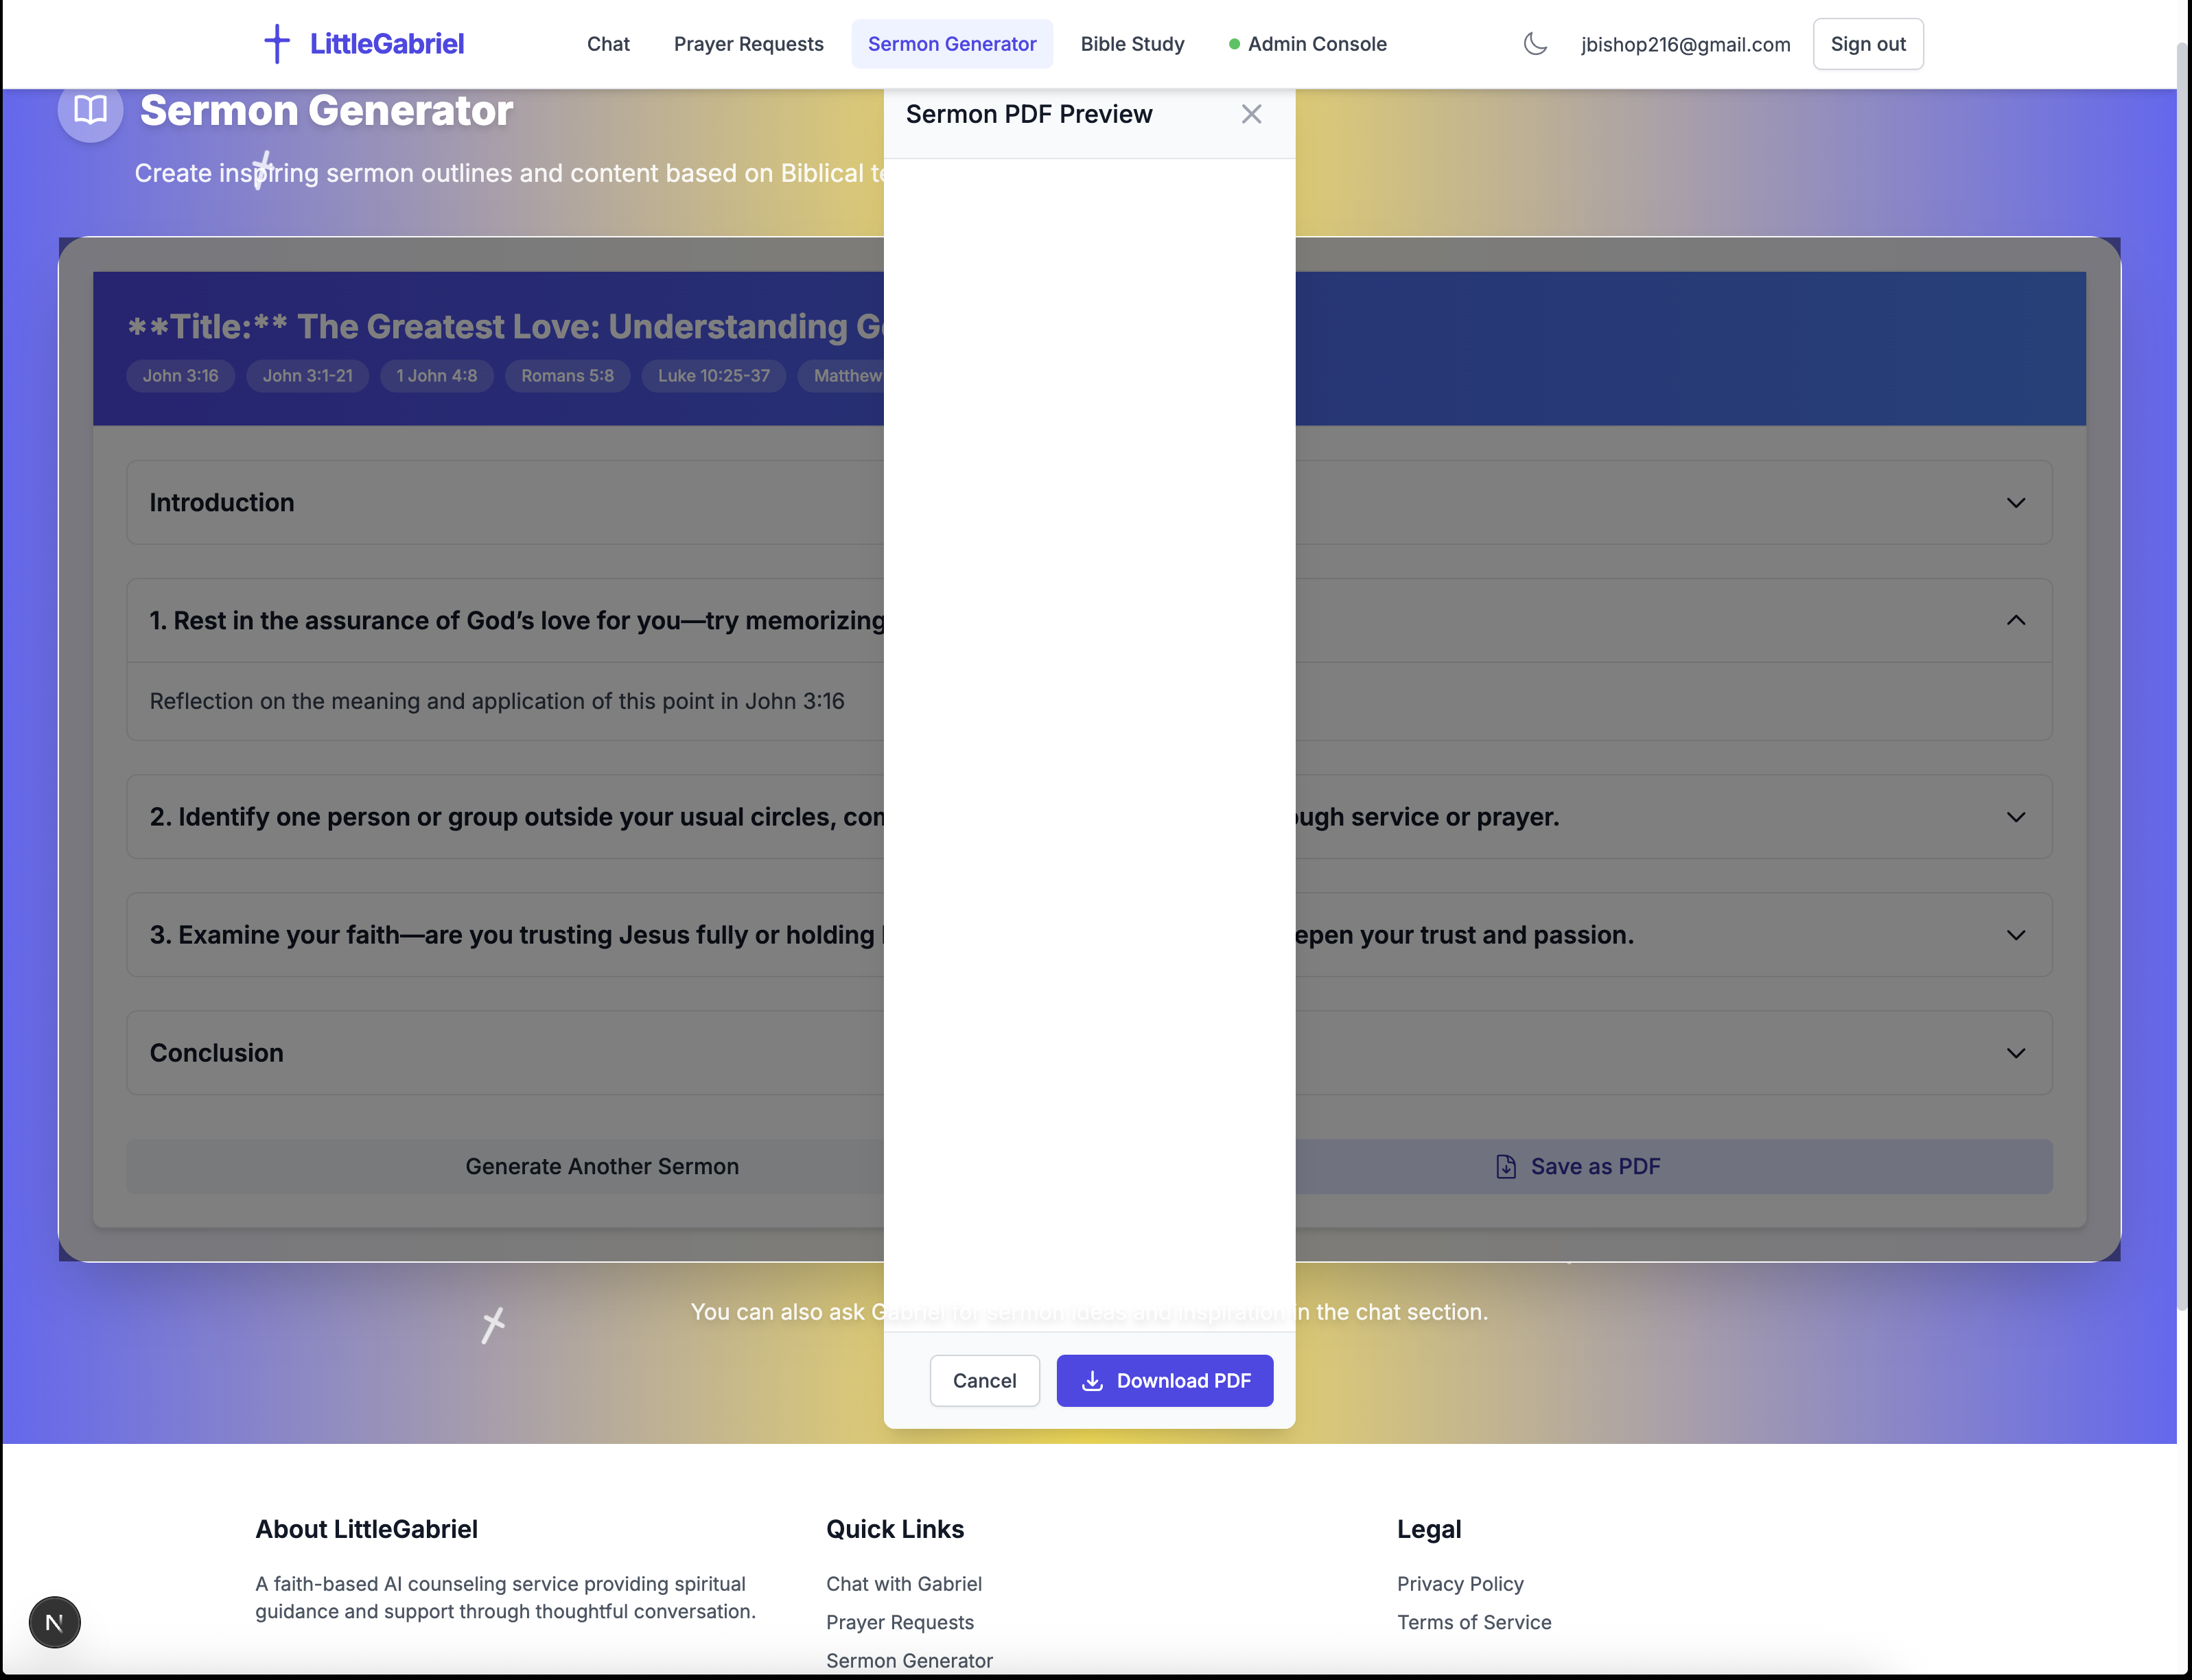 LittleGabriel
Chat Prayer Requests Sermon Generator Bible Study Admin Console jbishop216@gmail.com Sign out
Sermon Generator
Create inspiring sermon outlines and content based on Biblical
Sermon PDF Preview
**Title:** The Greatest Love: Understanding
John 3:16 John 3:1-21 1 John 4:8 Romans 5:8 Luke 10:25-37 Matthew
Introduction
1. Rest in the assurance of God's love for you—try memorizing
Reflection on the meaning and application of this point in John 3:16
2. Identify one person or group outside your usual circles, service or prayer.
3. Examine your faith—are you trusting Jesus fully or holding your trust and passion.
Conclusion
Generate Another Sermon Save as PDF
You can also ask Gabriel for sermon ideas and inspiration in the chat section.
Cancel Download PDF
About LittleGabriel
A faith-based AI counseling service providing spiritual
guidance and support through thoughtful conversation.
Quick Links
Chat with Gabriel
Prayer Requests
Sermon Generator
Legal
Privacy Policy
Terms of Service
N